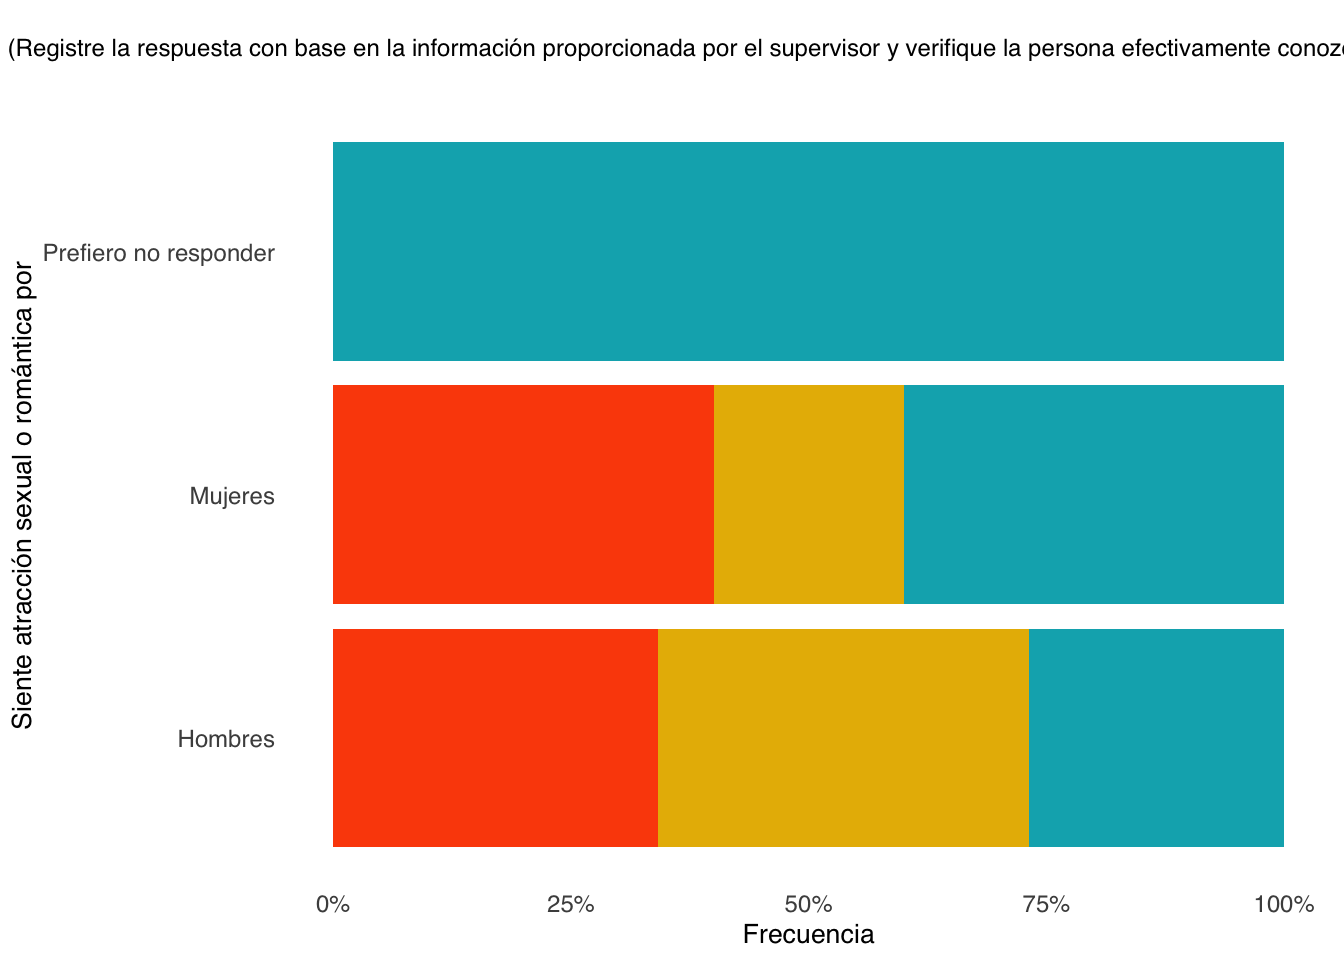 (Registre la respuesta con base en la información proporcionada por el supervisor y verifique la persona efectivamente
Siente atracción sexual o romántica por
Prefiero no responder
Mujeres
Hombres
0% 25% 50% 75% 100%
Frecuencia